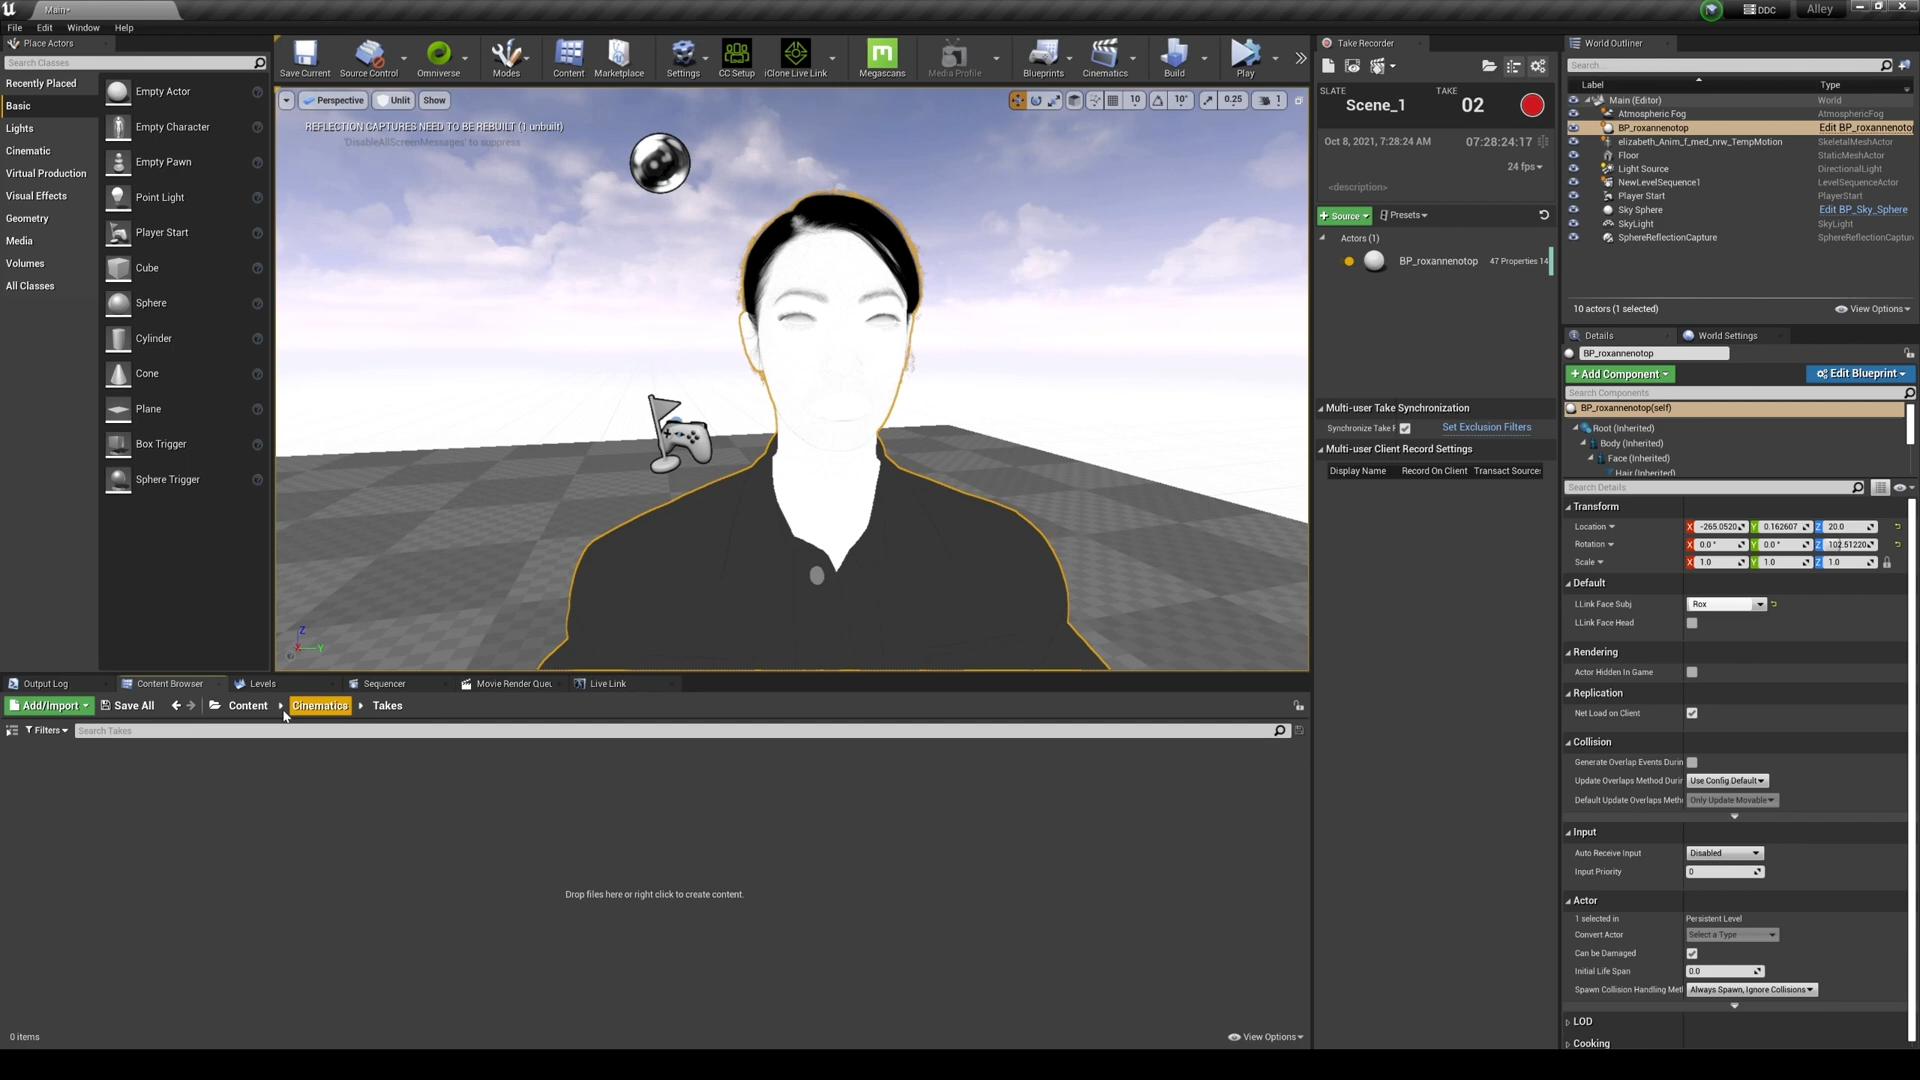 Main*
DDC
Alley
File Edit Window Help
Place Actors
Search Classes
Recently Placed
Basic
Lights
Cinematic
Virtual Production
Visual Effects
Geometry
Media
Volumes
All Classes
Empty Actor
Empty Character
Empty Pawn
Point Light
Player Start
Cube
Sphere
Cylinder
Cone
Plane
Box Trigger
Sphere Trigger
Save Current
Source Control
Omniverse
Modes
Content
Marketplace
Settings
CC Setup
iClone Live Link
Megascans
Media Profile
Blueprints
Cinematics
Build
Play
Perspective
Unlit
Show
10
10°
0.25
1
REFLECTION CAPTURES NEED TO BE REBUILT (1 unbuilt)
'DisableAllScreenMessages' to suppress
Z
X
Y
Take Recorder
SLATE
Scene_1
TAKE
02
Oct 8, 2021, 7:28:24 AM
07:28:24:17
24 fps
<description>
Source
Presets
Actors (1)
BP_roxannenotop
47 Properties 14
Multi-user Take Synchronization
Synchronize Take F
Set Exclusion Filters
Multi-user Client Record Settings
Display Name Record On Client Transact Source
World Outliner
Search...
Label Type
Main (Editor) World
Atmospheric Fog AtmosphericFog
BP_roxannenotop Edit BP_roxannenotop
elizabeth_Anim_f_med_nrw_TempMotion SkeletalMeshActor
Floor StaticMeshActor
Light Source DirectionalLight
NewLevelSequence1 LevelSequenceActor
Player Start PlayerStart
Sky Sphere Edit BP_Sky_Sphere
SkyLight SkyLight
SphereReflectionCapture SphereReflectionCaptur
10 actors (1 selected)
View Options
Details
World Settings
BP_roxannenotop
Add Component
Edit Blueprint
Search Components
BP_roxannenotop(self)
Root (Inherited)
Body (Inherited)
Face (Inherited)
Hair (Inherited)
Search Details
Transform
Location X -265.0520 Y 0.162607 Z 20.0
Rotation X 0.0 ° Y 0.0 ° Z 102.51220
Scale X 1.0 Y 1.0 Z 1.0
Default
LLink Face Subj Rox
LLink Face Head
Rendering
Actor Hidden In Game
Replication
Net Load on Client
Collision
Generate Overlap Events Durin
Update Overlaps Method Durin Use Config Default
Default Update Overlaps Meth Only Update Movable
Input
Auto Receive Input Disabled
Input Priority 0
Actor
1 selected in Persistent Level
Convert Actor Select a Type
Can be Damaged
Initial Life Span 0.0
Spawn Collision Handling Met Always Spawn, Ignore Collisions
LOD
Cooking
Output Log
Content Browser
Levels
Sequencer
Movie Render Queu
Live Link
Add/Import
Save All
Content
Cinematics
Takes
Filters
Search Takes
Drop files here or right click to create content.
0 items
View Options